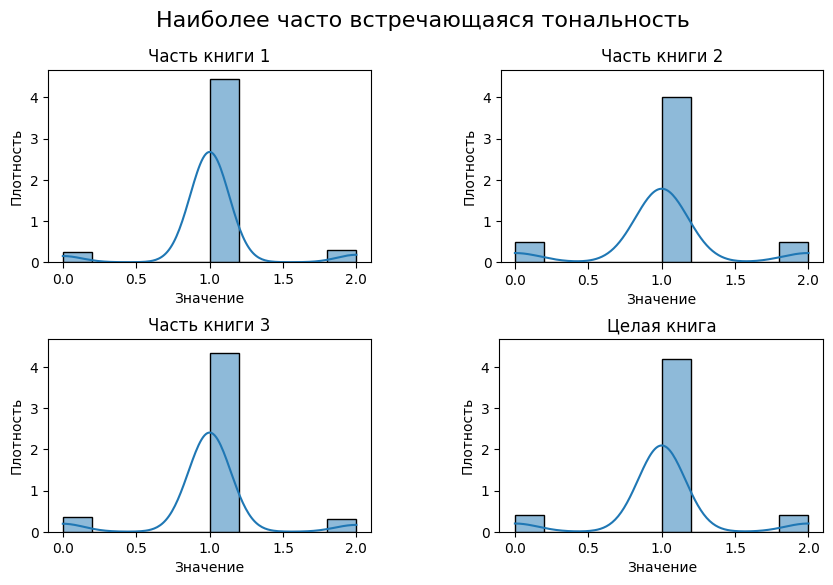 Наиболее часто встречающаяся тональность
Часть книги 1
Плотность
4
3
2
1
0
0.0 0.5 1.0 1.5 2.0
Значение
Часть книги 2
Плотность
4
3
2
1
0
0.0 0.5 1.0 1.5 2.0
Значение
Часть книги 3
Плотность
4
3
2
1
0
0.0 0.5 1.0 1.5 2.0
Значение
Целая книга
Плотность
4
3
2
1
0
0.0 0.5 1.0 1.5 2.0
Значение